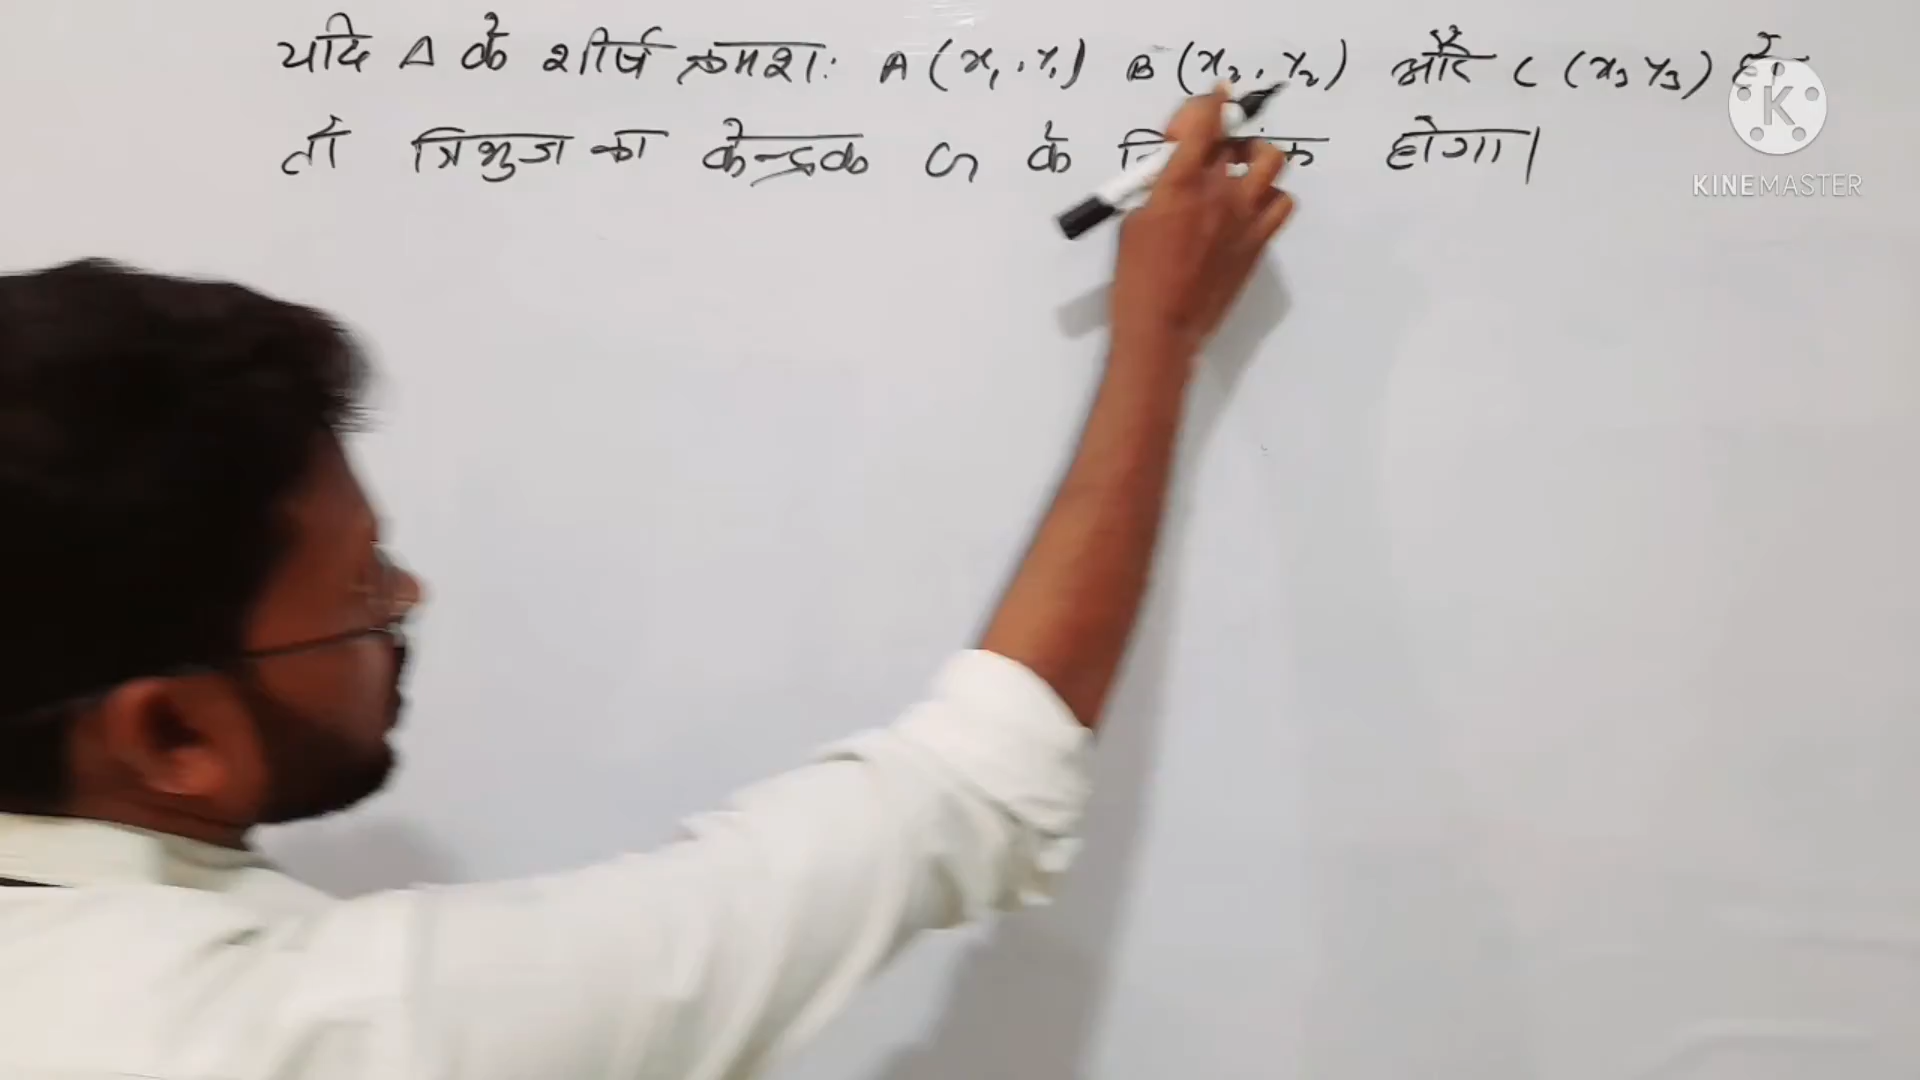 यदि Δ के शीर्ष क्रमशः A (x₁, y₁) B (x₂, y₂) और C (x₃ y₃) हो
तो त्रिभुज का केन्द्रक G के होगा।
KINEMASTER